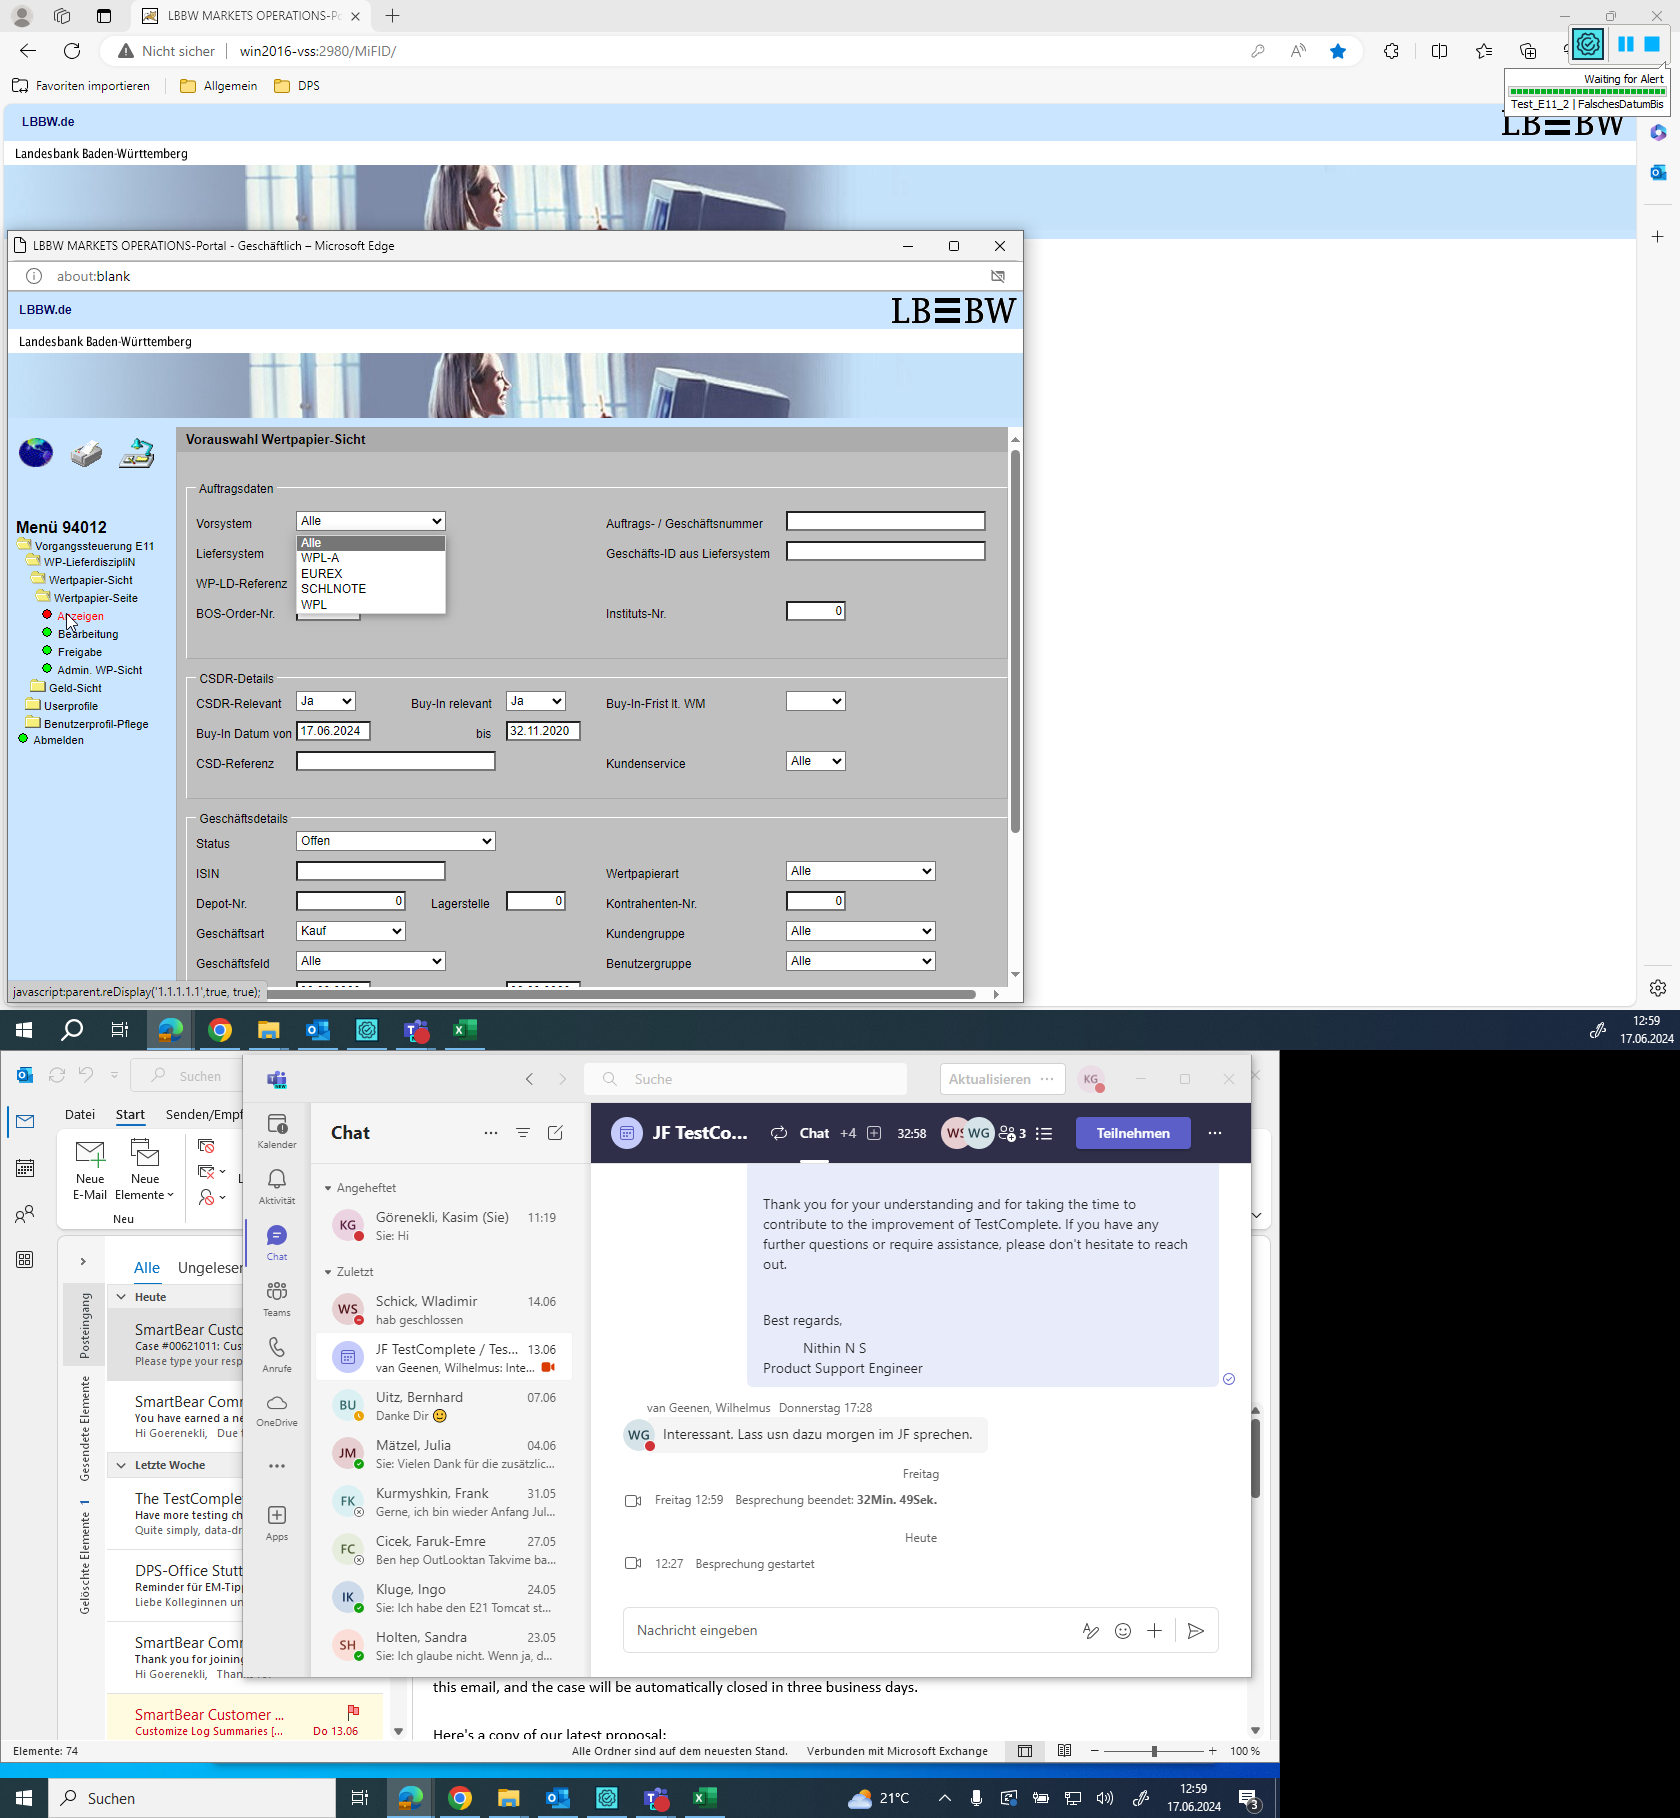 LBBW MARKETS OPERATIONS-Po
Nicht sicher
win2016-vss:2980/MiFID/
Favoriten importieren
Allgemein
DPS
Waiting for Alert
Test_E11_2 | FalschesDatumBis
LBBW.de
LB☰BW
Landesbank Baden-Württemberg
LBBW MARKETS OPERATIONS-Portal - Geschäftlich – Microsoft Edge
about:blank
LBBW.de
LB☰BW
Landesbank Baden-Württemberg
Menü 94012
Vorgangssteuerung E11
WP-LieferdiszipliN
Wertpapier-Sicht
Wertpapier-Seite
Anzeigen
Bearbeitung
Freigabe
Admin. WP-Sicht
Geld-Sicht
Userprofile
Benutzerprofil-Pflege
Abmelden
Vorauswahl Wertpapier-Sicht
Auftragsdaten
Vorsystem Alle Auftrags- / Geschäftsnummer
Liefersystem Geschäfts-ID aus Liefersystem
WP-LD-Referenz
BOS-Order-Nr. Instituts-Nr. 0
Alle
WPL-A
EUREX
SCHLNOTE
WPL
CSDR-Details
CSDR-Relevant Ja Buy-In relevant Ja Buy-In-Frist lt. WM
Buy-In Datum von 17.06.2024 bis 32.11.2020
CSD-Referenz Kundenservice Alle
Geschäftsdetails
Status Offen
ISIN Wertpapierart Alle
Depot-Nr. 0 Lagerstelle 0 Kontrahenten-Nr. 0
Geschäftsart Kauf Kundengruppe Alle
Geschäftsfeld Alle Benutzergruppe Alle
javascript:parent.reDisplay('1.1.1.1.1',true, true);
12:59
17.06.2024
Suchen
Datei Start Senden/Empf
Neue E-Mail
Neue Elemente
Neu
Alle Ungelesen
Posteingang
Gesendete Elemente
Gelöschte Elemente 1
Heute
SmartBear Custo
Case #00621011: Cus
Please type your resp
SmartBear Comm
You have earned a ne
Hi Goerenekli, Due t
Letzte Woche
The TestComple
Have more testing ch
Quite simply, data-dr
DPS-Office Stutt
Reminder für EM-Tipp
Liebe Kolleginnen un
SmartBear Comm
Thank you for joining
Hi Goerenekli, Than
SmartBear Customer ...
Customize Log Summaries [... Do 13.06
this email, and the case will be automatically closed in three business days.
Here's a copy of our latest proposal:
Elemente: 74
Alle Ordner sind auf dem neuesten Stand.
Verbunden mit Microsoft Exchange
100 %
NEW
Suche
Aktualisieren ···
KG
Kalender
Aktivität
Chat
Teams
Anrufe
OneDrive
Apps
Chat
Angeheftet
KG Görenekli, Kasim (Sie) 11:19
Sie: Hi
Zuletzt
WS Schick, Wladimir 14.06
hab geschlossen
JF TestComplete / Tes... 13.06
van Geenen, Wilhelmus: Inte...
BU Uitz, Bernhard 07.06
Danke Dir 🙂
JM Mätzel, Julia 04.06
Sie: Vielen Dank für die zusätzlic...
FK Kurmyshkin, Frank 31.05
Gerne, ich bin wieder Anfang Jul...
FC Cicek, Faruk-Emre 27.05
Ben hep OutLooktan Takvime ba...
IK Kluge, Ingo 24.05
Sie: Ich habe den E21 Tomcat st...
SH Holten, Sandra 23.05
Sie: Ich glaube nicht. Wenn ja, d...
JF TestCo... Chat +4 32:58 WS WG 3 Teilnehmen
Thank you for your understanding and for taking the time to
contribute to the improvement of TestComplete. If you have any
further questions or require assistance, please don't hesitate to reach
out.
Best regards,
Nithin N S
Product Support Engineer
van Geenen, Wilhelmus Donnerstag 17:28
WG Interessant. Lass usn dazu morgen im JF sprechen.
Freitag
Freitag 12:59 Besprechung beendet: 32Min. 49Sek.
Heute
12:27 Besprechung gestartet
Nachricht eingeben
Suchen
21°C
12:59
17.06.2024
3